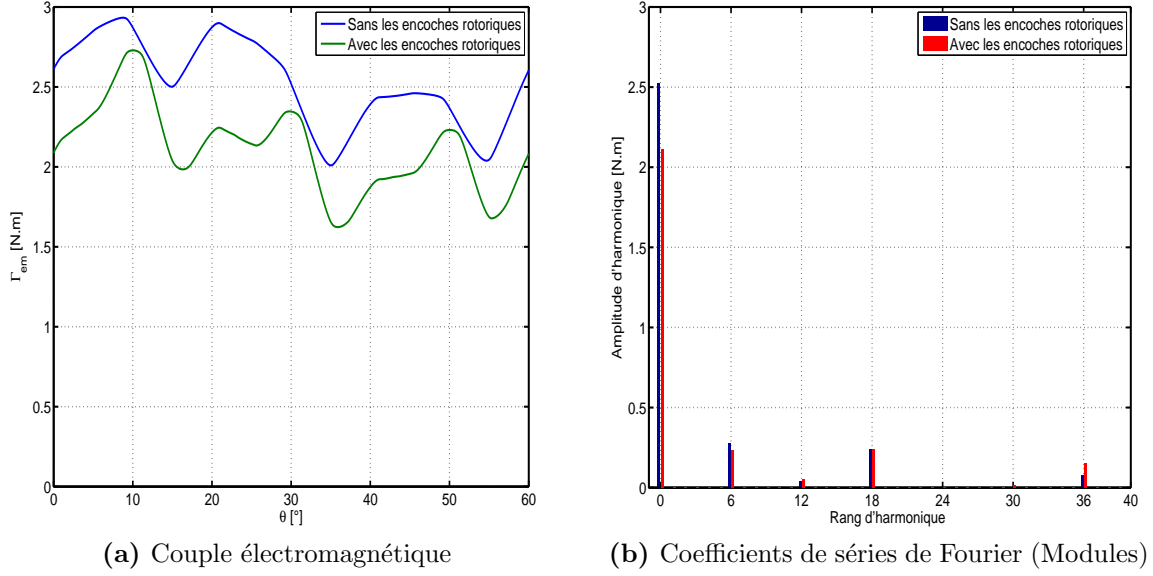 Sans les encoches rotoriques
Avec les encoches rotoriques
3
2.5
2
1.5
1
0.5
0
Γem [N.m]
0 10 20 30 40 50 60
θ [°]
(a) Couple électromagnétique
Sans les encoches rotoriques
Avec les encoches rotoriques
3
2.5
2
1.5
1
0.5
0
Amplitude d'harmonique [N.m]
0 6 12 18 24 30 36 40
Rang d'harmonique
(b) Coefficients de séries de Fourier (Modules)